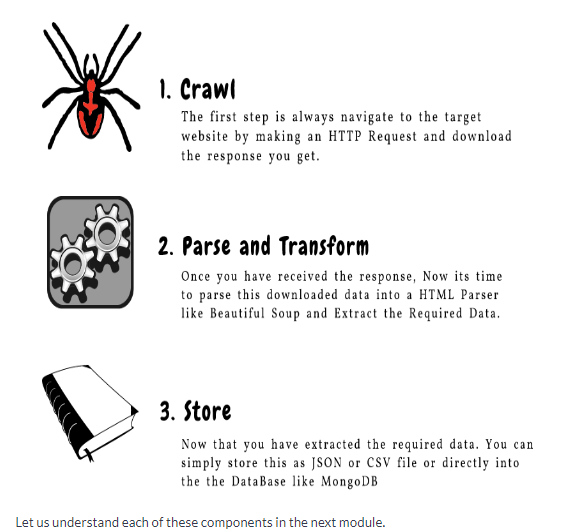 1. Crawl
The first step is always navigate to the target
website by making an HTTP Request and download
the response you get.
2. Parse and Transform
Once you have received the response, Now its time
to parse this downloaded data into a HTML Parser
like Beautiful Soup and Extract the Required Data.
3. Store
Now that you have extracted the required data. You can
simply store this as JSON or CSV file or directly into
the the DataBase like MongoDB
Let us understand each of these components in the next module.